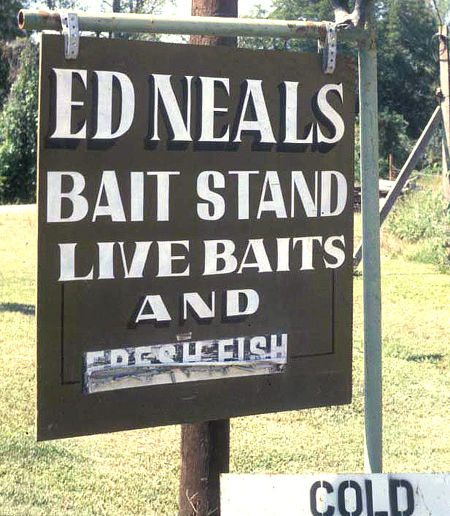 ED NEALS
BAIT STAND
LIVE BAITS
AND
FRESH FISH
COLD